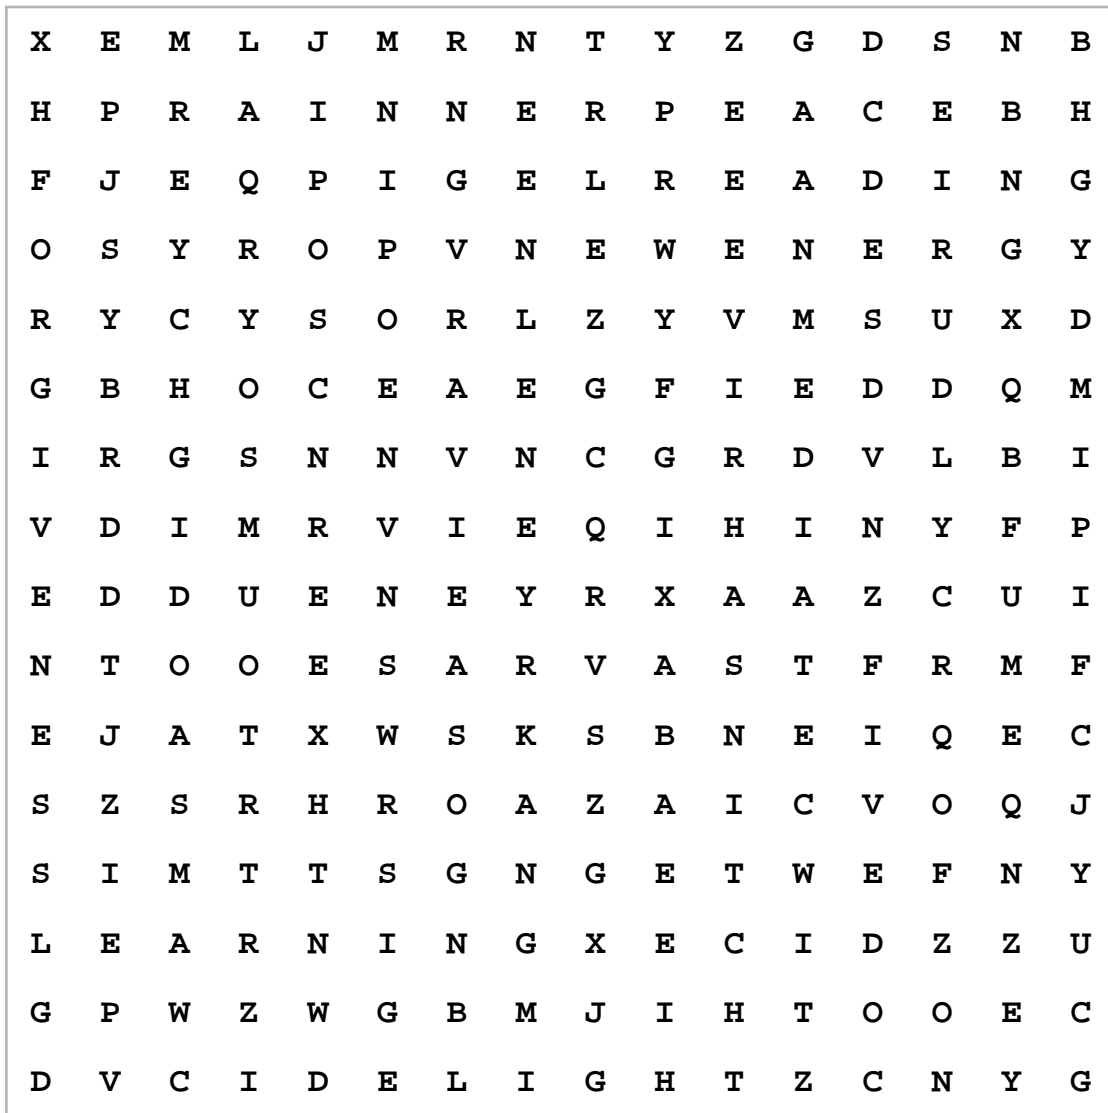 X E M L J M R N T Y Z G D S N B
H P R A I N N E R P E A C E B H
F J E Q P I G E L R E A D I N G
O S Y R O P V N E W E N E R G Y
R Y C Y S O R L Z Y V M S U X D
G B H O C E A E G F I E D D Q M
I R G S N N V N C G R D V L B I
V D I M R V I E Q I H I N Y F P
E D D U E N E Y R X A A Z C U I
N T O O E S A R V A S T F R M F
E J A T X W S K S B N E I Q E C
S Z S R H R O A Z A I C V O Q J
S I M T T S G N G E T W E F N Y
L E A R N I N G X E C I D Z Z U
G P W Z W G B M J I H T O O E C
D V C I D E L I G H T Z C N Y G